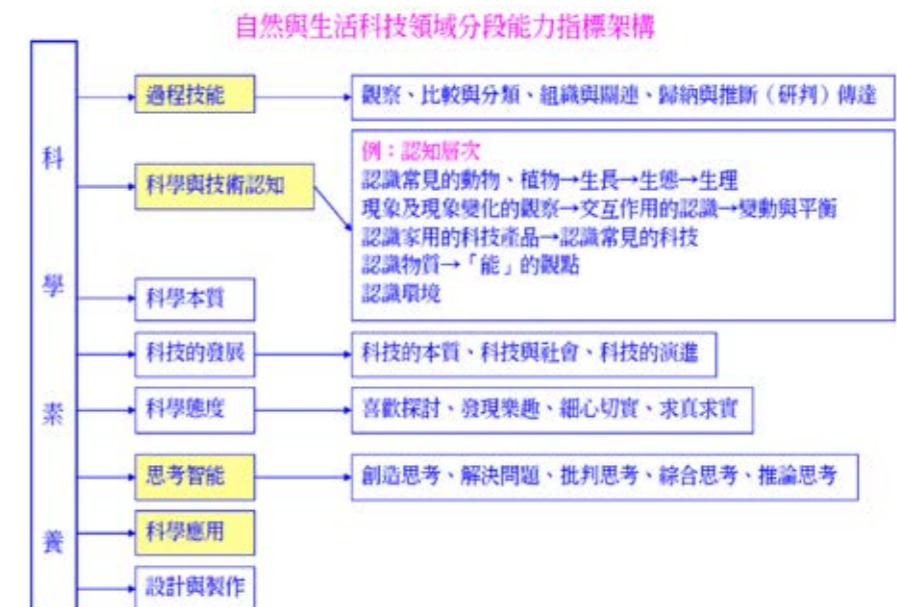 自然與生活科技領域分段能力指標架構
科學素養
過程技能
觀察、比較與分類、組織與關連、歸納與推斷（研判）傳達
科學與技術認知
例：認知層次
認識常見的動物、植物→生長→生態→生理
現象及現象變化的觀察→交互作用的認識→變動與平衡
認識家用的科技產品→認識常見的科技
認識物質→「能」的觀點
認識環境
科學本質
科技的發展
科技的本質、科技與社會、科技的演進
科學態度
喜歡探討、發現樂趣、細心切實、求真求實
思考智能
創造思考、解決問題、批判思考、綜合思考、推論思考
科學應用
設計與製作